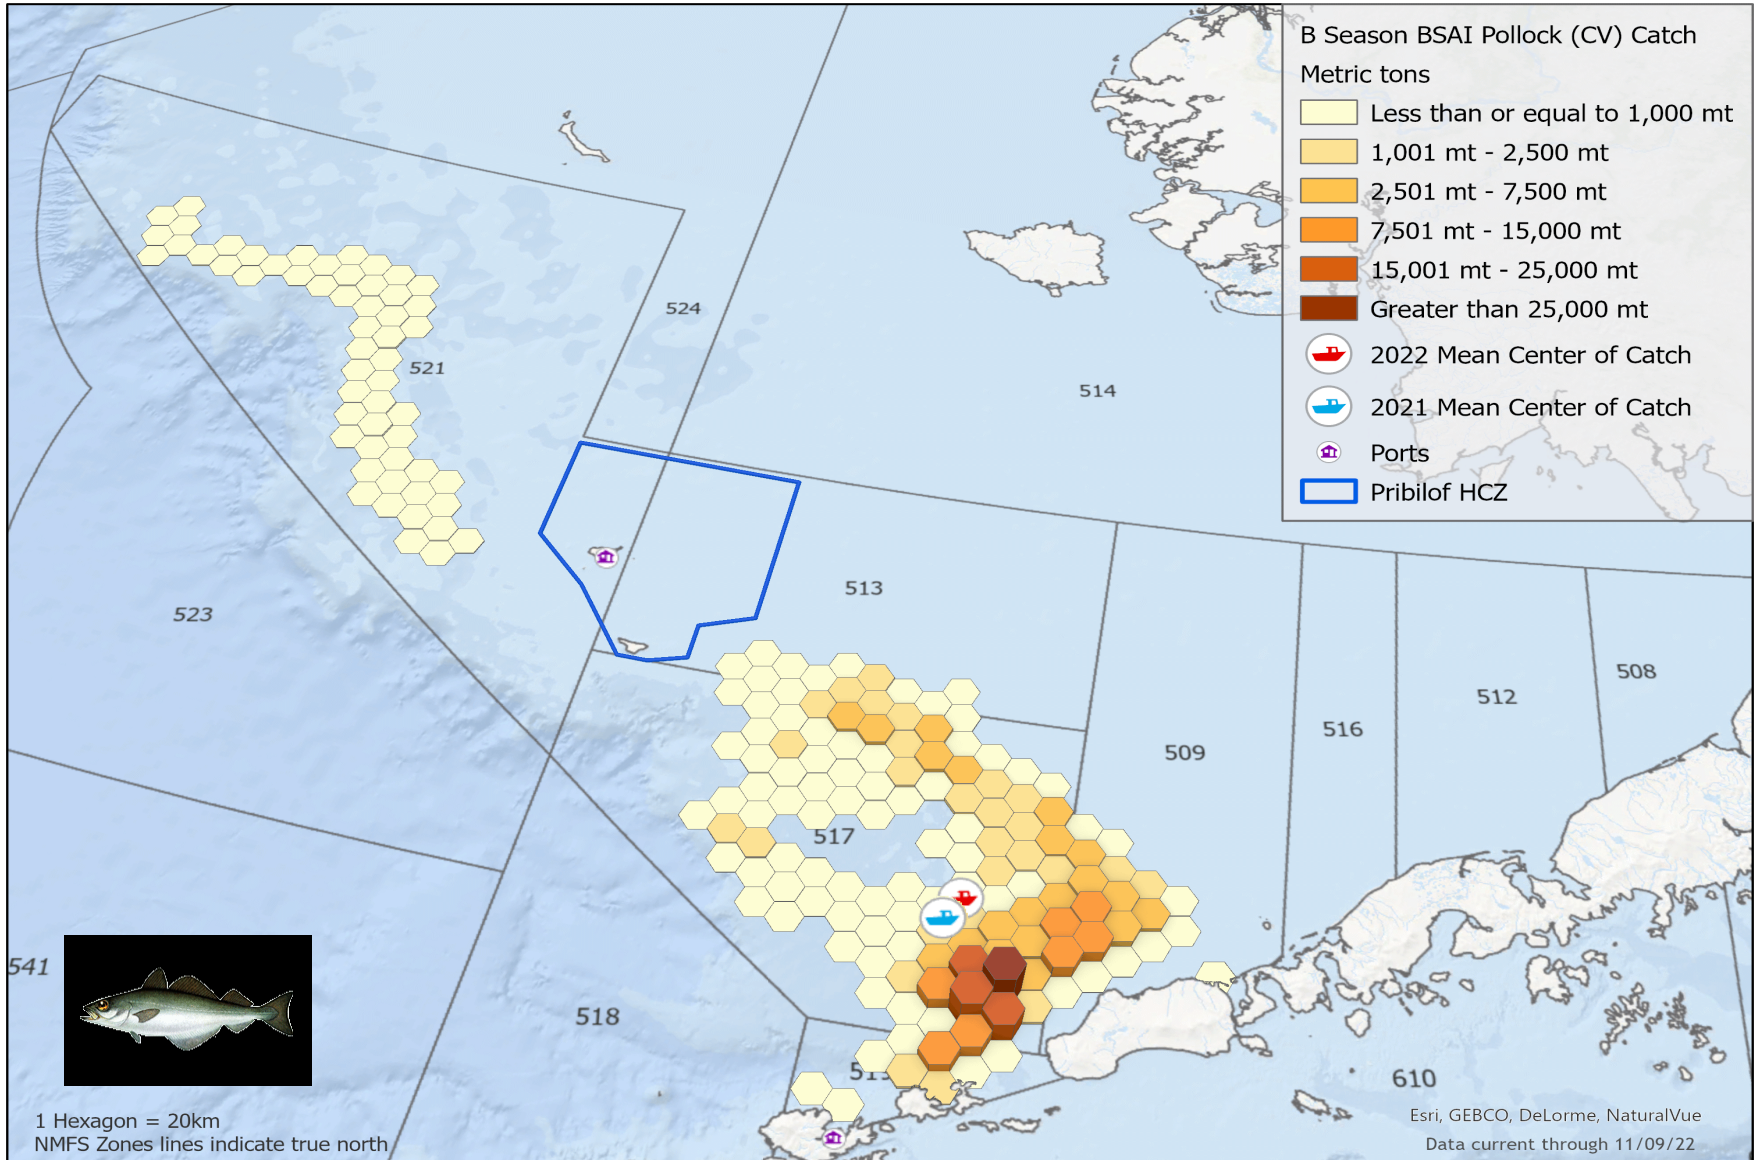 B Season BSAI Pollock (CV) Catch
Metric tons
Less than or equal to 1,000 mt
1,001 mt - 2,500 mt
2,501 mt - 7,500 mt
7,501 mt - 15,000 mt
15,001 mt - 25,000 mt
Greater than 25,000 mt
2022 Mean Center of Catch
2021 Mean Center of Catch
Ports
Pribilof HCZ
524
521
514
513
523
508
512
516
509
517
541
518
610
1 Hexagon = 20km
NMFS Zones lines indicate true north
Esri, GEBCO, DeLorme, NaturalVue
Data current through 11/09/22